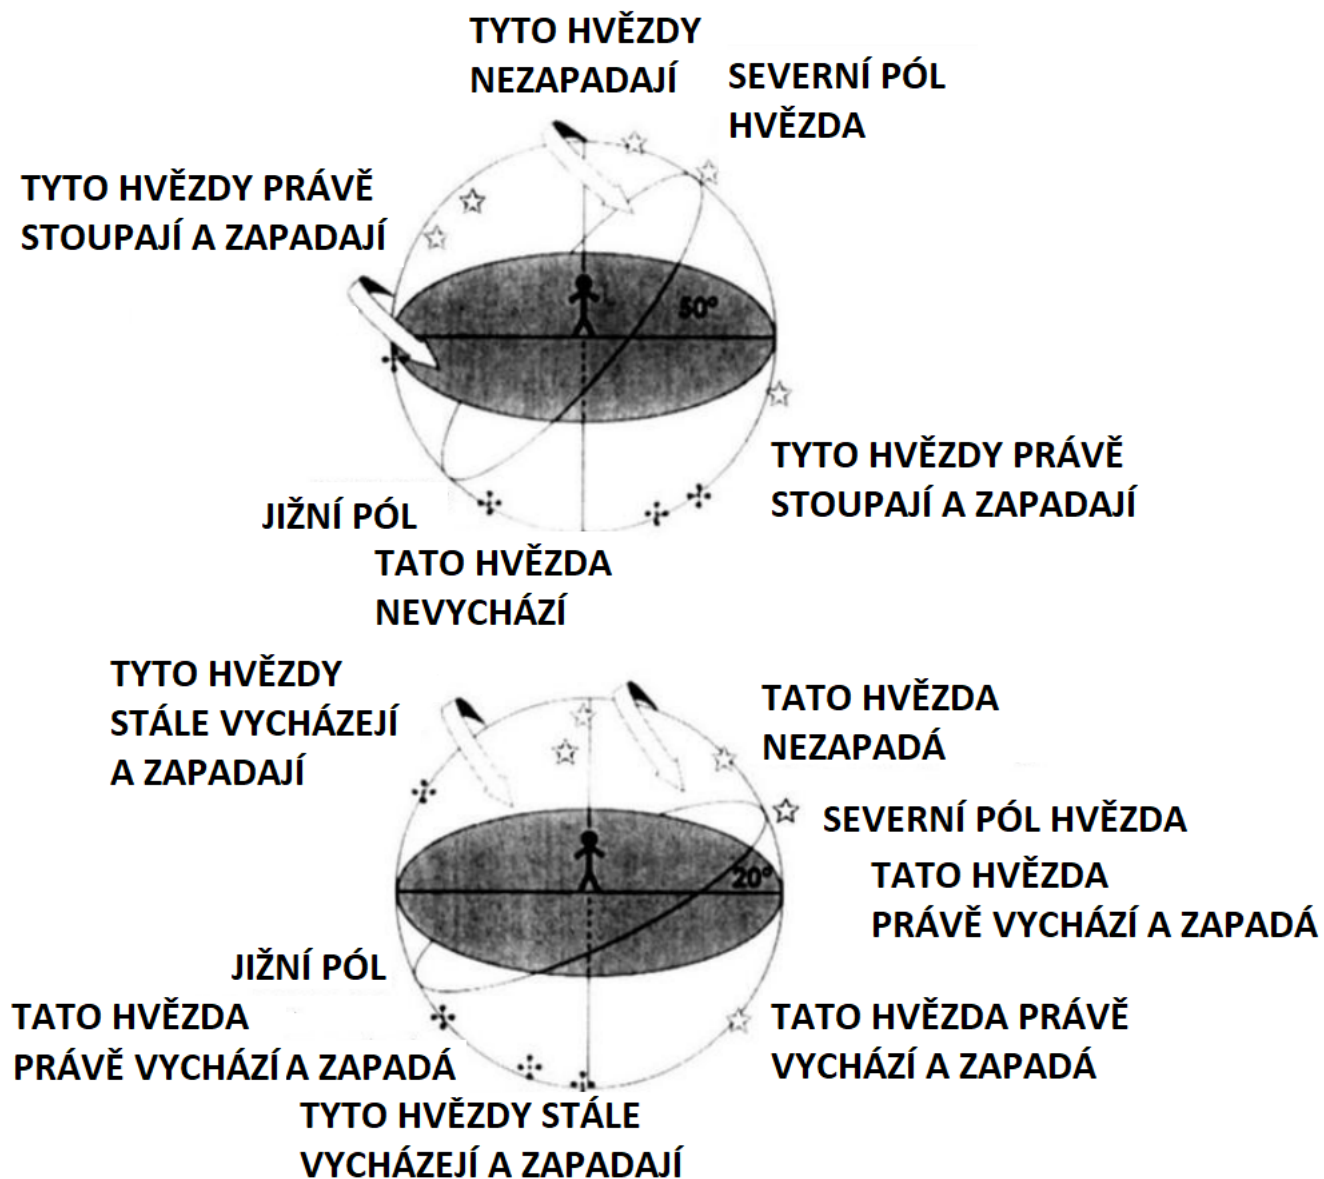 TYTO HVĚZDY
NEZAPADAJÍ
SEVERNÍ PÓL
HVĚZDA
TYTO HVĚZDY PRÁVĚ
STOUPAJÍ A ZAPADAJÍ
50°
TYTO HVĚZDY PRÁVĚ
STOUPAJÍ A ZAPADAJÍ
JIŽNÍ PÓL
TATO HVĚZDA
NEVYCHÁZÍ
TYTO HVĚZDY
STÁLE VYCHÁZEJÍ
A ZAPADAJÍ
TATO HVĚZDA
NEZAPADÁ
SEVERNÍ PÓL HVĚZDA
20°
TATO HVĚZDA
PRÁVĚ VYCHÁZÍ A ZAPADÁ
JIŽNÍ PÓL
TATO HVĚZDA
PRÁVĚ VYCHÁZÍ A ZAPADÁ
TATO HVĚZDA PRÁVĚ
VYCHÁZÍ A ZAPADÁ
TYTO HVĚZDY STÁLE
VYCHÁZEJÍ A ZAPADAJÍ